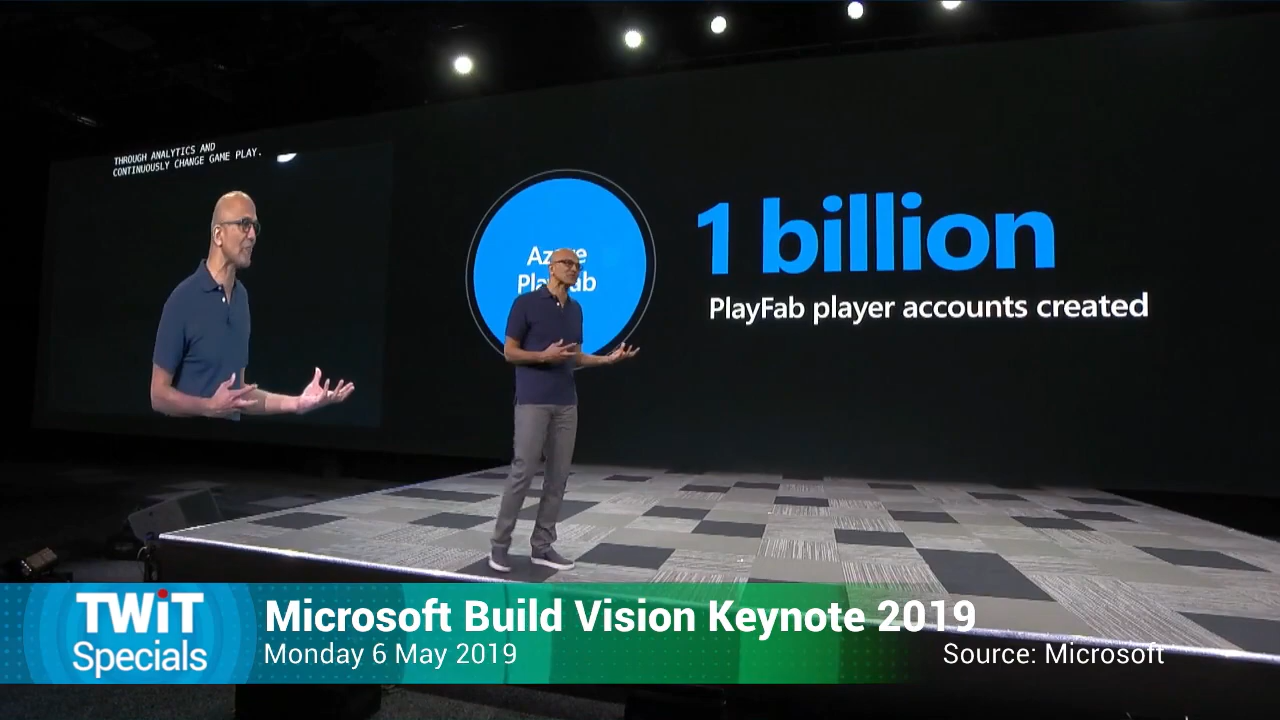 THROUGH ANALYTICS AND
CONTINUOUSLY CHANGE GAME PLAY.
1 billion
PlayFab player accounts created
TWiT
Specials
Microsoft Build Vision Keynote 2019
Monday 6 May 2019
Source: Microsoft